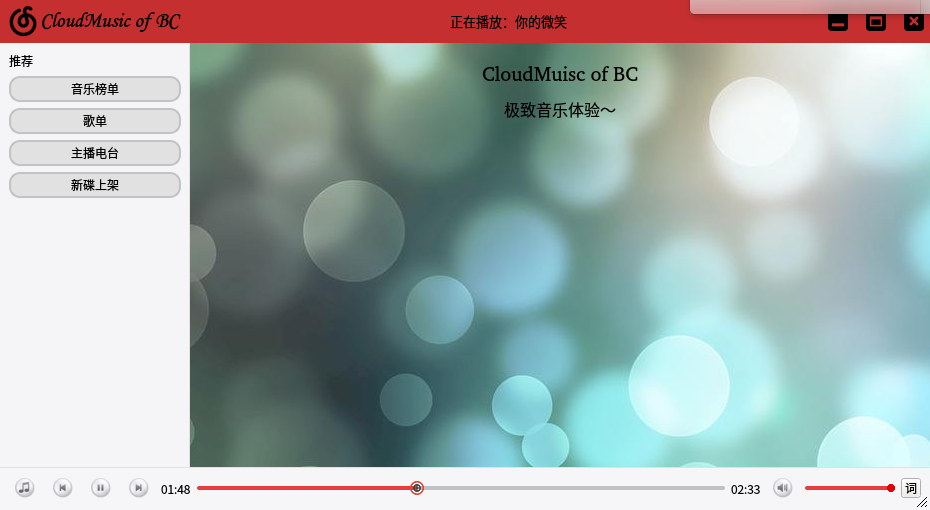 CloudMusic of BC
正在播放：你的微笑
推荐
音乐榜单
歌单
主播电台
新碟上架
CloudMuisc of BC
极致音乐体验～
01:48
02:33
词